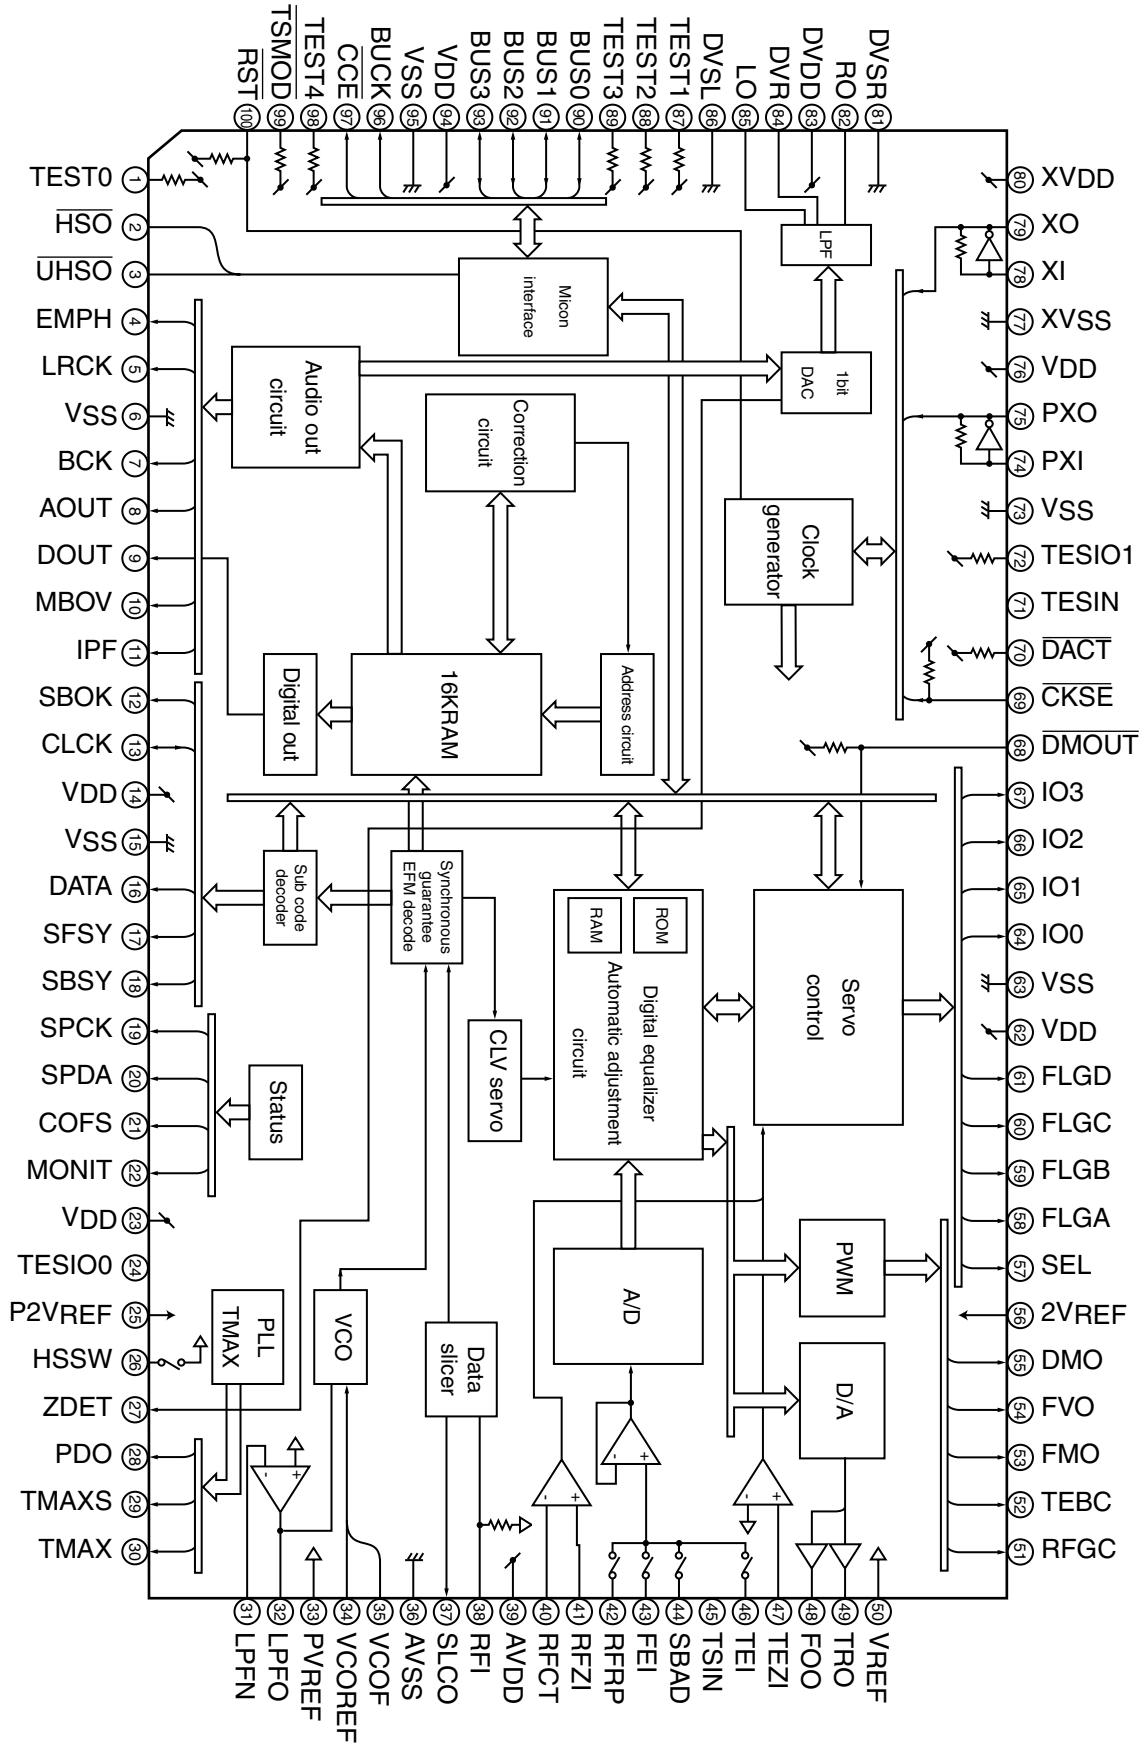 RST
TSMOD
TEST4
CCE
BUCK
VSS
VDD
BUS3
BUS2
BUS1
BUS0
TEST3
TEST2
TEST1
DVSL
LO
DVR
DVDD
RO
DVSR
100
99
98
97
96
95
94
93
92
91
90
89
88
87
86
85
84
83
82
81
TEST0 1
HSO 2
UHSO 3
EMPH 4
LRCK 5
VSS 6
BCK 7
AOUT 8
DOUT 9
MBOV 10
IPF 11
SBOK 12
CLCK 13
VDD 14
VSS 15
DATA 16
SFSY 17
SBSY 18
SPCK 19
SPDA 20
COFS 21
MONIT 22
VDD 23
TESIO0 24
P2VREF 25
HSSW 26
ZDET 27
PDO 28
TMAXS 29
TMAX 30
80 XVDD
79 XO
78 XI
77 XVSS
76 VDD
75 PXO
74 PXI
73 VSS
72 TESIO1
71 TESIN
70 DACT
69 CKSE
68 DMOUT
67 IO3
66 IO2
65 IO1
64 IO0
63 VSS
62 VDD
61 FLGD
60 FLGC
59 FLGB
58 FLGA
57 SEL
56 2VREF
55 DMO
54 FVO
53 FMO
52 TEBC
51 RFGC
LPF
Micon
interface
1bit
DAC
Audio out
circuit
Correction
circuit
Clock
generator
Digital out
16KRAM
Address circuit
Sub code
decoder
Synchronous
guarantee
EFM decode
RAM
ROM
Digital equalizer
Automatic adjustment
circuit
Servo
control
CLV servo
Status
PLL
TMAX
VCO
Data
slicer
A/D
PWM
D/A
-
+
-
+
-
-
+
31
32
33
34
35
36
37
38
39
40
41
42
43
44
45
46
47
48
49
50
LPFN
LPFO
PVREF
VCOREF
VCOF
AVSS
SLCO
RFI
AVDD
RFCT
RFZI
RFRP
FEI
SBAD
TSIN
TEI
TEZI
FOO
TRO
VREF